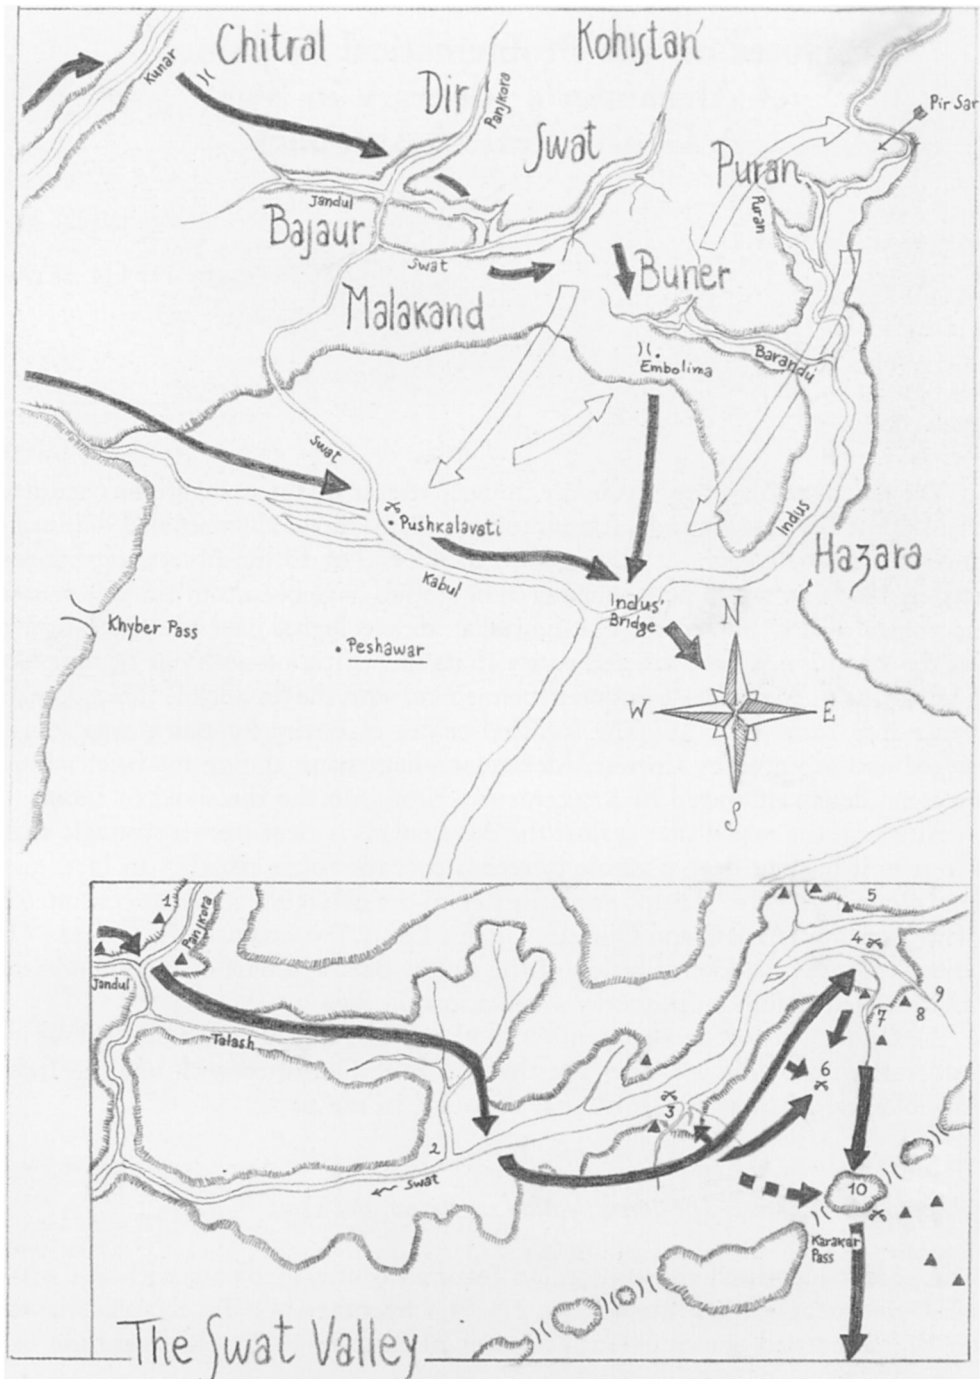 Chitral
Kohistan
Kunar
Dir
Panjkora
Swat
Pir Sar
Puran
Puran
Jandul
Bajaur
Swat
Buner
Malakand
Barandu
Embolima
Swat
Pushkalavati
Indus
Hazara
Kabul
Khyber Pass
Indus'
Bridge
N
Peshawar
W
E
S
1
5
Panjkora
4
Jandul
9
7
8
Talash
6
3
2
Swat
10
Karakar
Pass
The Swat Valley